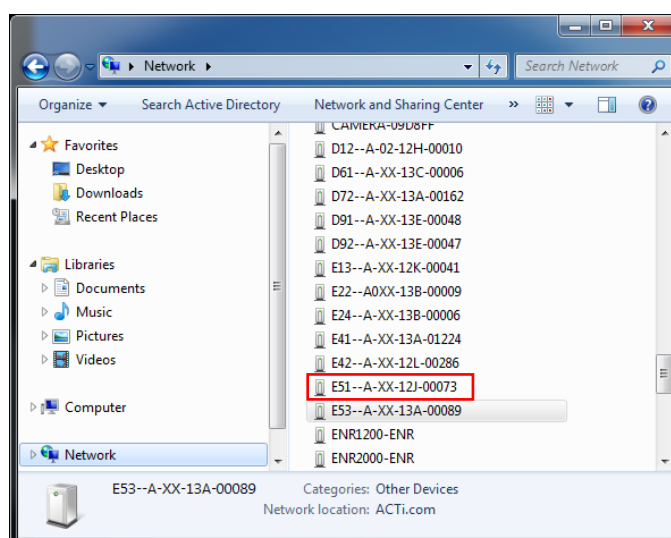 Network
Search Network
Organize
Search Active Directory
Network and Sharing Center
»
Favorites
Desktop
Downloads
Recent Places
Libraries
Documents
Music
Pictures
Videos
Computer
Network
CAMERA-09D8FF
D12--A-02-12H-00010
D61--A-XX-13C-00006
D72--A-XX-13A-00162
D91--A-XX-13E-00048
D92--A-XX-13E-00047
E13--A-XX-12K-00041
E22--A0XX-13B-00009
E24--A-XX-13B-00006
E41--A-XX-13A-01224
E42--A-XX-12L-00286
E51--A-XX-12J-00073
E53--A-XX-13A-00089
ENR1200-ENR
ENR2000-ENR
E53--A-XX-13A-00089 Categories: Other Devices
Network location: ACTi.com